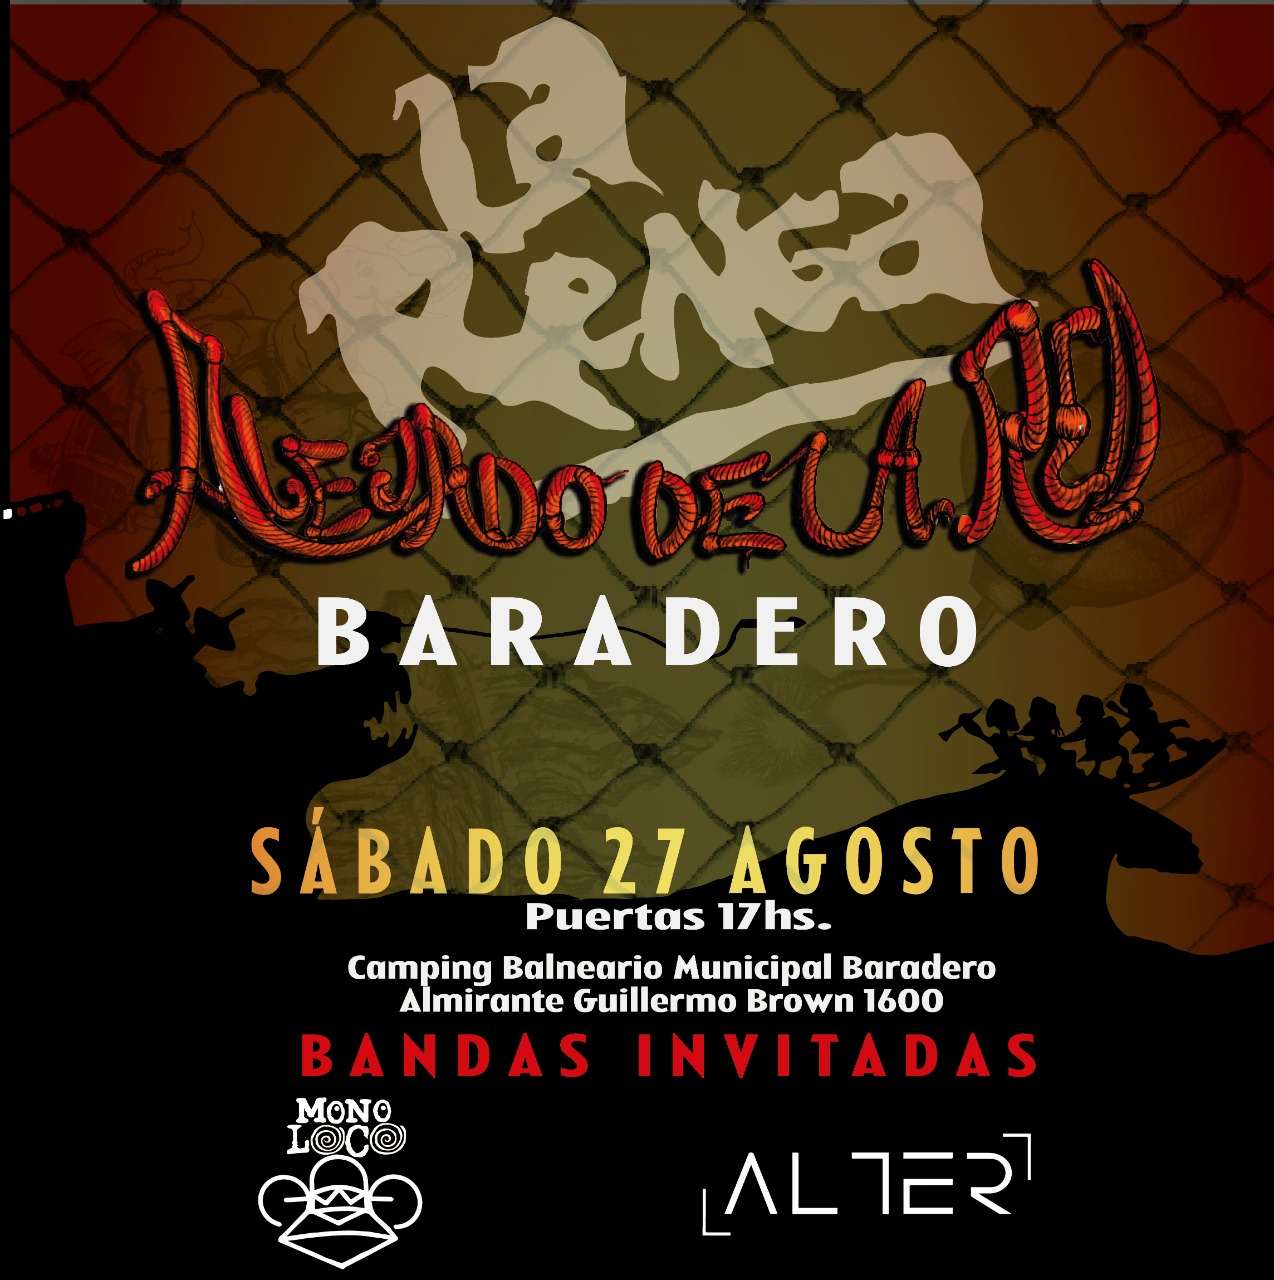 La
Renga
Alejado de la Red
BARADERO
SÁBADO 27 AGOSTO
Puertas 17hs.
Camping Balneario Municipal Baradero
Almirante Guillermo Brown 1600
BANDAS INVITADAS
MONO
LOCO
ALTER